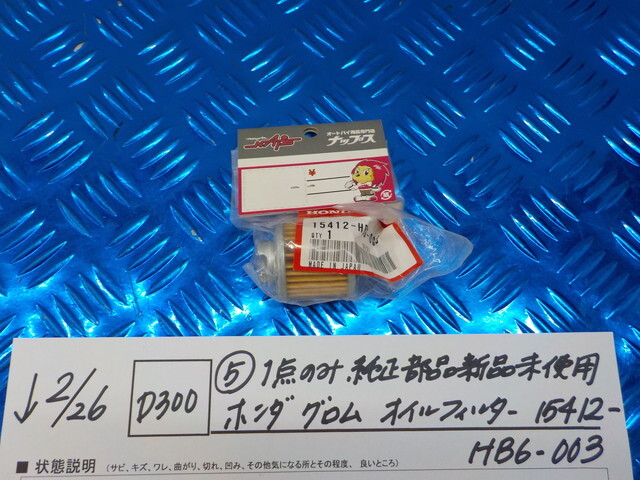 オートバイ用品専門店
ナップス
HONDA
15412-H
QTY 1
MADE IN JAPAN
↓2/26 D300 ⑤ 1点のみ.純正部品新品未使用
ホンダ グロム オイルフィルター 15412-
HB6-003
■ 状態説明 (サビ、キズ、ワレ、曲がり、切れ、凹み、その他気になる所とその程度、良いところ)